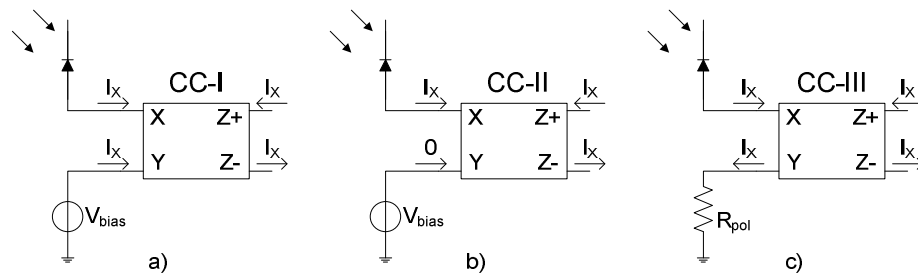 CC-I
I_X
I_X
X
Z+
I_X
I_X
Y
Z-
V_bias
a)
CC-II
I_X
I_X
X
Z+
0
I_X
Y
Z-
V_bias
b)
CC-III
I_X
I_X
X
Z+
I_X
I_X
Y
Z-
R_pol
c)